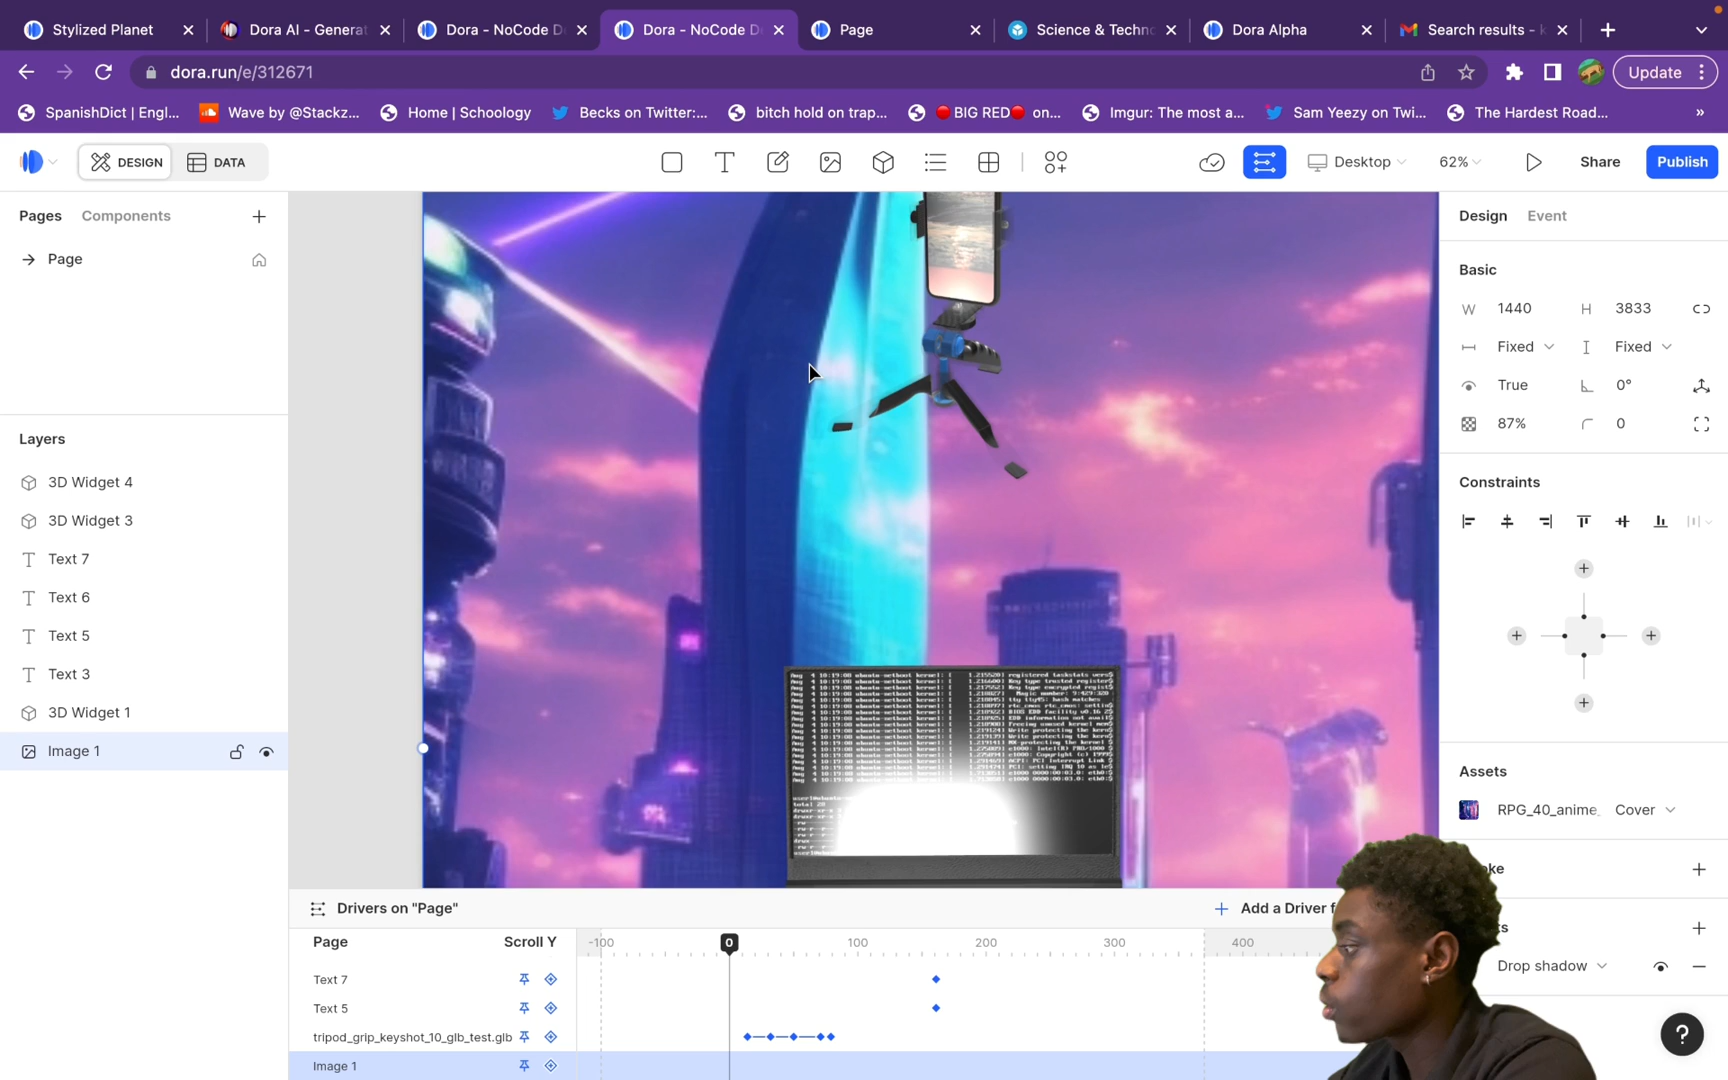 Stylized Planet
Dora AI - Generat
Dora - NoCode D
Dora - NoCode D
Page
Science & Techn
Dora Alpha
Search results - k
dora.run/e/312671
Update
SpanishDict | Engl...
Wave by @Stackz...
Home | Schoology
Becks on Twitter:...
bitch hold on trap...
🔴BIG RED🔴 on...
Imgur: The most a...
Sam Yeezy on Twi...
The Hardest Road...
»
DESIGN
DATA
Desktop
62%
Share
Publish
Pages
Components
Page
Layers
3D Widget 4
3D Widget 3
Text 7
Text 6
Text 5
Text 3
3D Widget 1
Image 1
Design
Event
Basic
W 1440 H 3833
Fixed Fixed
True 0°
87% 0
Constraints
Assets
RPG_40_anime_ Cover
oke
ts
Drop shadow
Drivers on "Page"
+ Add a Driver f
Page Scroll Y
-100 0 100 200 300 400
Text 7
Text 5
tripod_grip_keyshot_10_glb_test.glb
Image 1
?